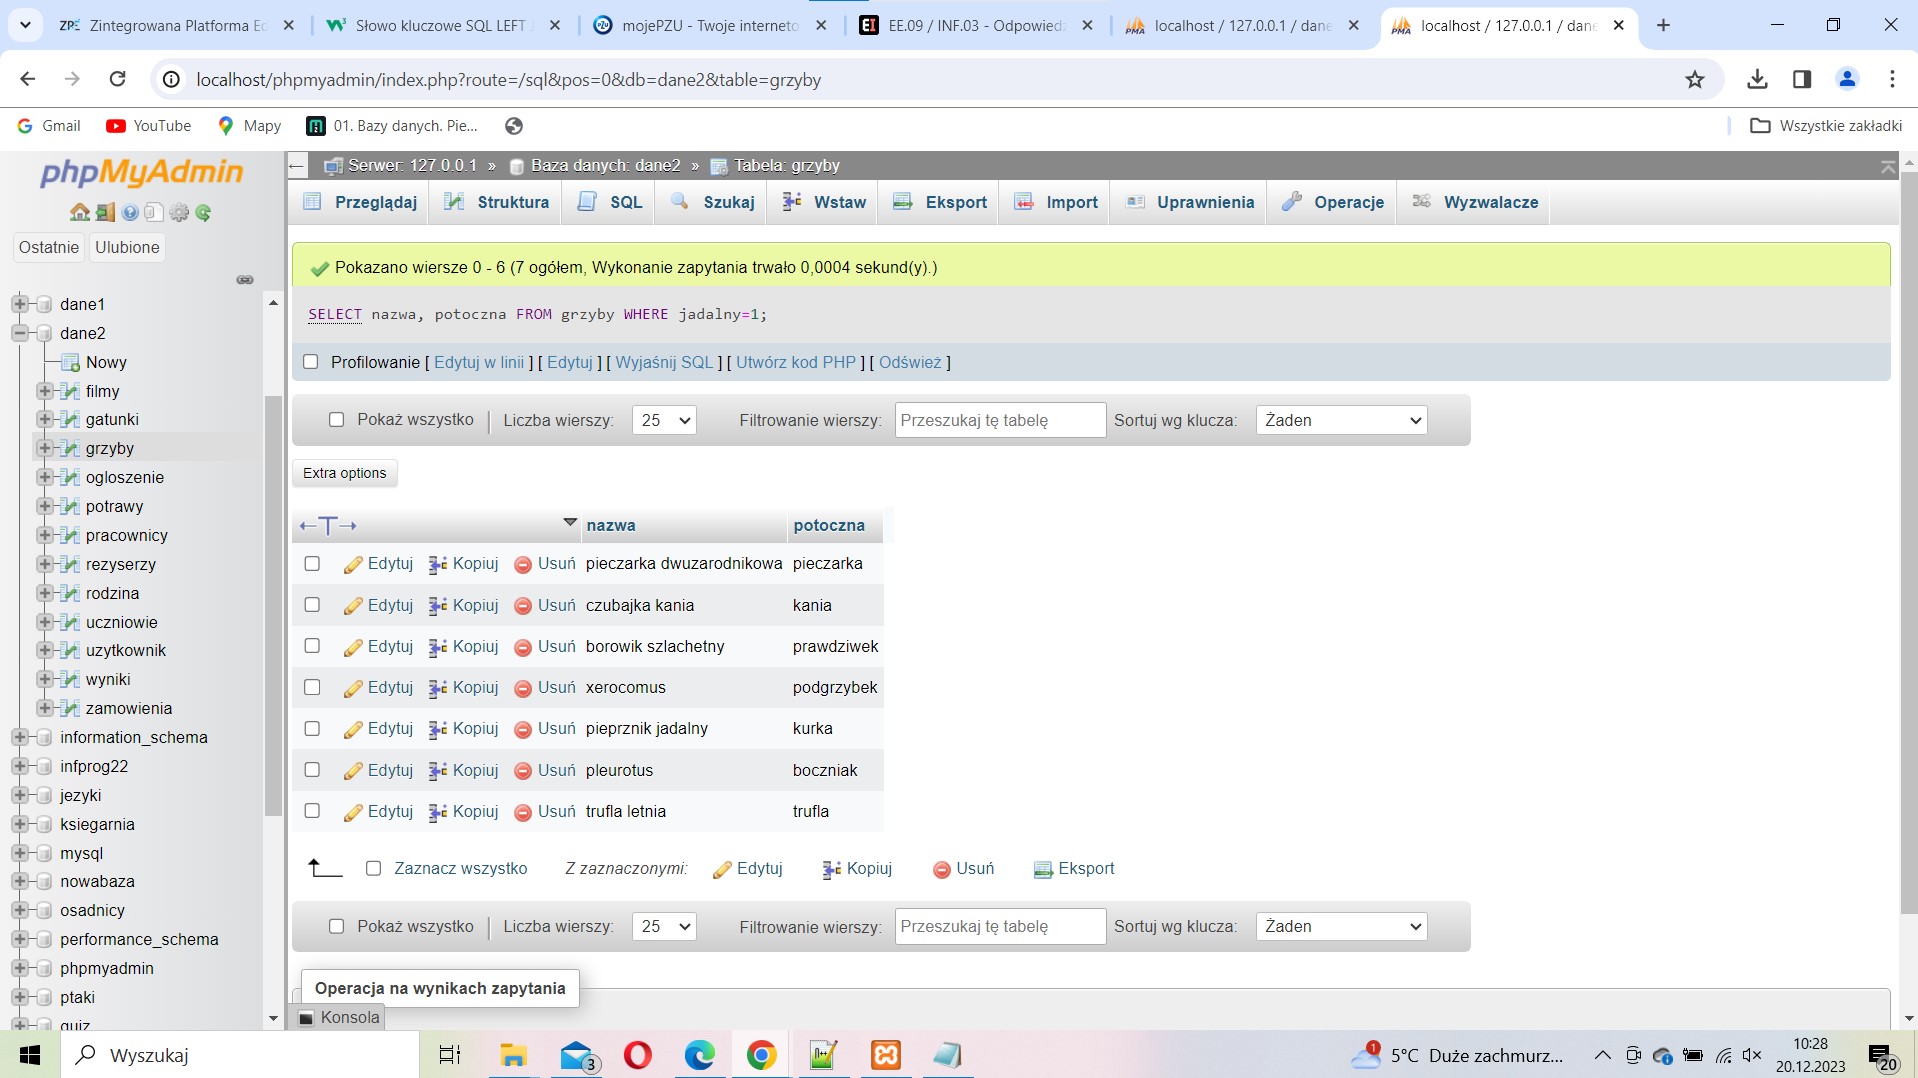 Zintegrowana Platforma Ed
Słowo kluczowe SQL LEFT J
mojePZU - Twoje interneto
EE.09 / INF.03 - Odpowiedz
localhost / 127.0.0.1 / dane
localhost / 127.0.0.1 / dane
localhost/phpmyadmin/index.php?route=/sql&pos=0&db=dane2&table=grzyby
Gmail
YouTube
Mapy
01. Bazy danych. Pie...
Wszystkie zakładki
phpMyAdmin
Ostatnie
Ulubione
dane1
dane2
Nowy
filmy
gatunki
grzyby
ogloszenie
potrawy
pracownicy
rezyserzy
rodzina
uczniowie
uzytkownik
wyniki
zamowienia
information_schema
infprog22
jezyki
ksiegarnia
mysql
nowabaza
osadnicy
performance_schema
phpmyadmin
ptaki
quiz
Serwer: 127.0.0.1 » Baza danych: dane2 » Tabela: grzyby
Przeglądaj Struktura SQL Szukaj Wstaw Eksport Import Uprawnienia Operacje Wyzwalacze
Pokazano wiersze 0 - 6 (7 ogółem, Wykonanie zapytania trwało 0,0004 sekund(y).)
SELECT nazwa, potoczna FROM grzyby WHERE jadalny=1;
Profilowanie [ Edytuj w linii ] [ Edytuj ] [ Wyjaśnij SQL ] [ Utwórz kod PHP ] [ Odśwież ]
Pokaż wszystko Liczba wierszy: 25 Filtrowanie wierszy: Przeszukaj tę tabelę Sortuj wg klucza: Żaden
Extra options
←T→ nazwa potoczna
Edytuj Kopiuj Usuń pieczarka dwuzarodnikowa pieczarka
Edytuj Kopiuj Usuń czubajka kania kania
Edytuj Kopiuj Usuń borowik szlachetny prawdziwek
Edytuj Kopiuj Usuń xerocomus podgrzybek
Edytuj Kopiuj Usuń pieprznik jadalny kurka
Edytuj Kopiuj Usuń pleurotus boczniak
Edytuj Kopiuj Usuń trufla letnia trufla
Zaznacz wszystko Z zaznaczonymi: Edytuj Kopiuj Usuń Eksport
Pokaż wszystko Liczba wierszy: 25 Filtrowanie wierszy: Przeszukaj tę tabelę Sortuj wg klucza: Żaden
Operacja na wynikach zapytania
Konsola
Wyszukaj
3
1
5°C Duże zachmurz...
10:28
20.12.2023
20